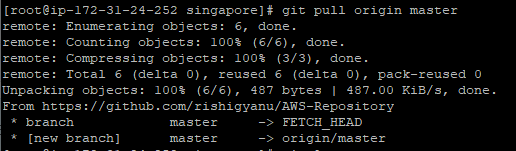 [root@ip-172-31-24-252 singapore]# git pull origin master
remote: Enumerating objects: 6, done.
remote: Counting objects: 100% (6/6), done.
remote: Compressing objects: 100% (3/3), done.
remote: Total 6 (delta 0), reused 6 (delta 0), pack-reused 0
Unpacking objects: 100% (6/6), 487 bytes | 487.00 KiB/s, done.
From https://github.com/rishigyanu/AWS-Repository
 * branch            master     -> FETCH_HEAD
 * [new branch]      master     -> origin/master